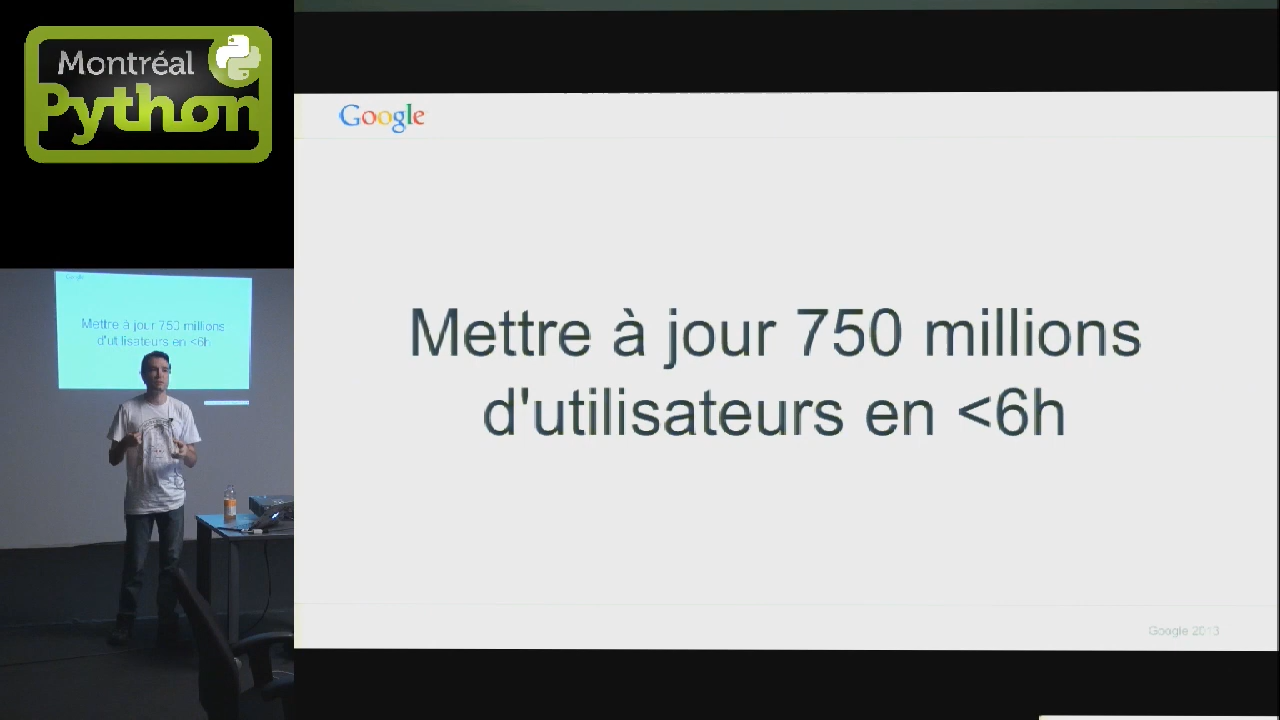 Montréal
Python
Google
Mettre à jour 750 millions
d'utilisateurs en <6h
Google 2013
Mettre à jour 750 millions
d'utilisateurs en <6h